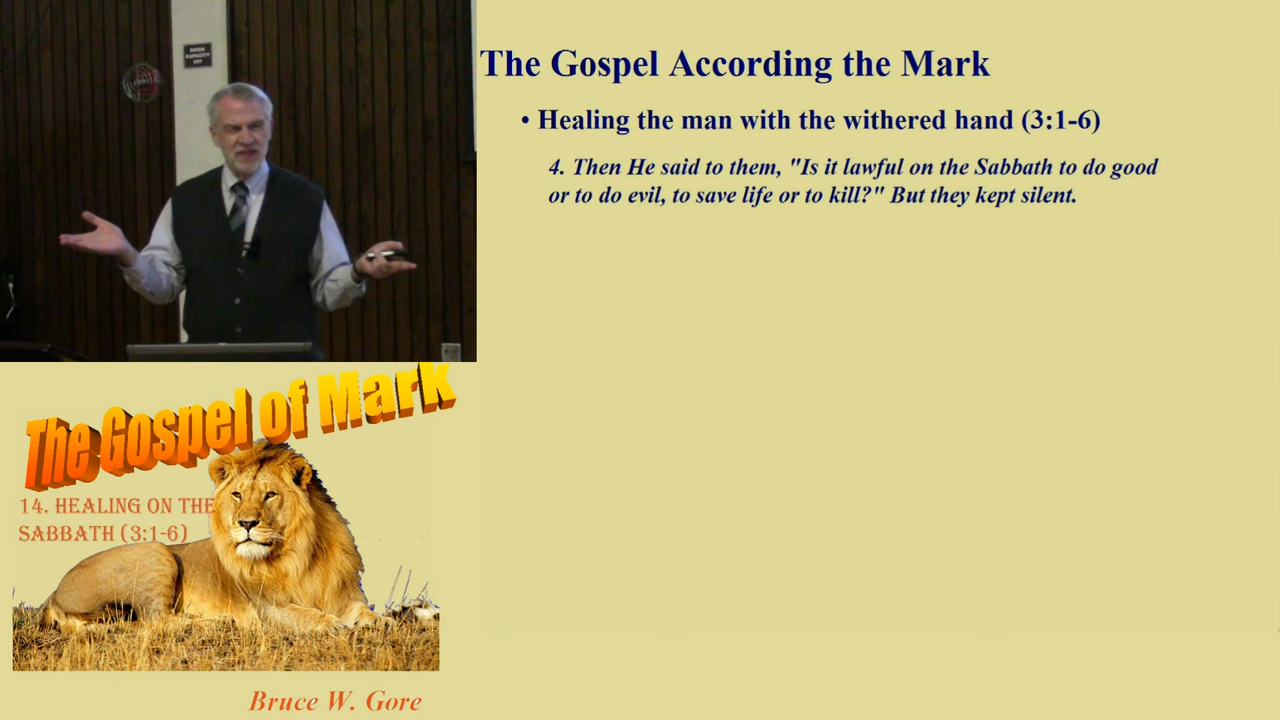 ROOM
CAPACITY
The Gospel According the Mark
• Healing the man with the withered hand (3:1-6)
4. Then He said to them, "Is it lawful on the Sabbath to do good
or to do evil, to save life or to kill?" But they kept silent.
The Gospel of Mark
14. Healing on the
Sabbath (3:1-6)
Bruce W. Gore